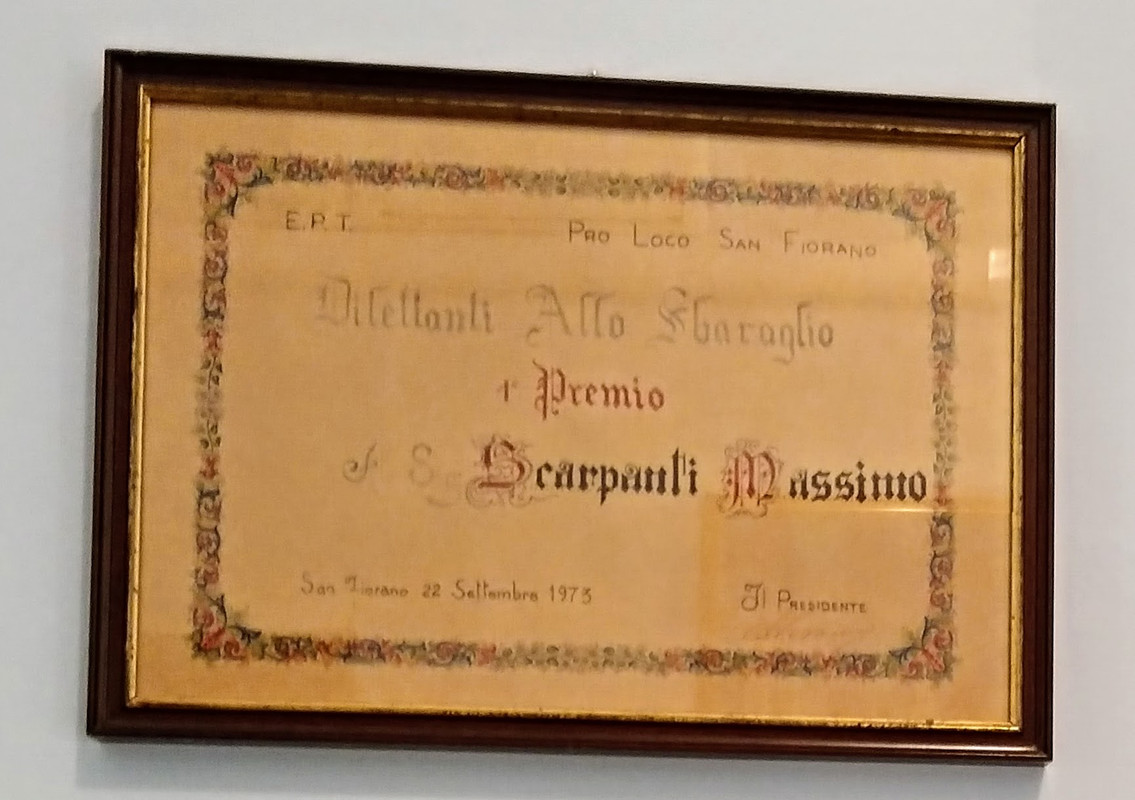 E.P.T. Pro Loco San Fiorano
Dilettanti Allo Sbaraglio
1° Premio
Scarpanti Massimo
San Fiorano 22 Settembre 1973 Il Presidente